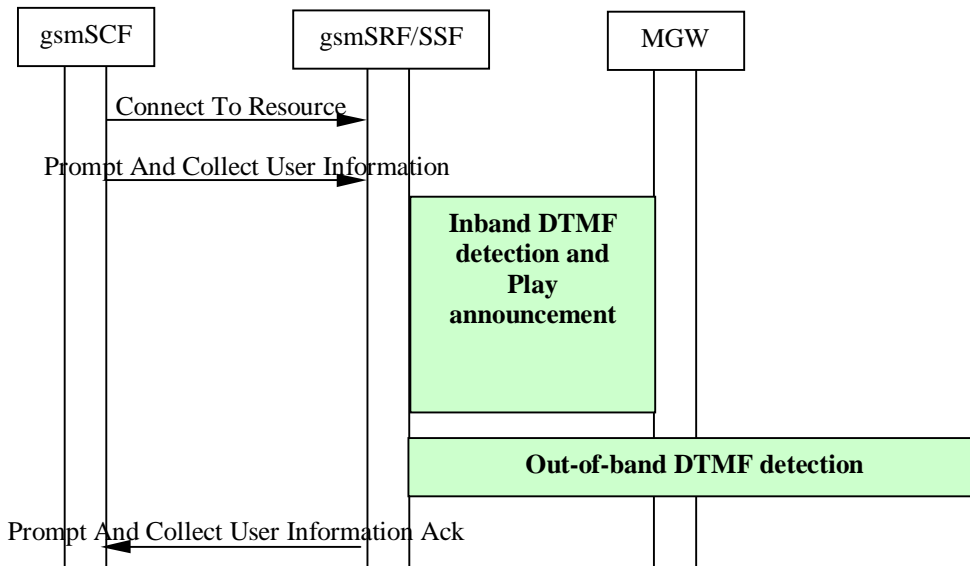 gsmSCF
gsmSRF/SSF
MGW
Connect To Resource
Prompt And Collect User Information
Inband DTMF
detection and
Play
announcement
Out-of-band DTMF detection
Prompt And Collect User Information Ack